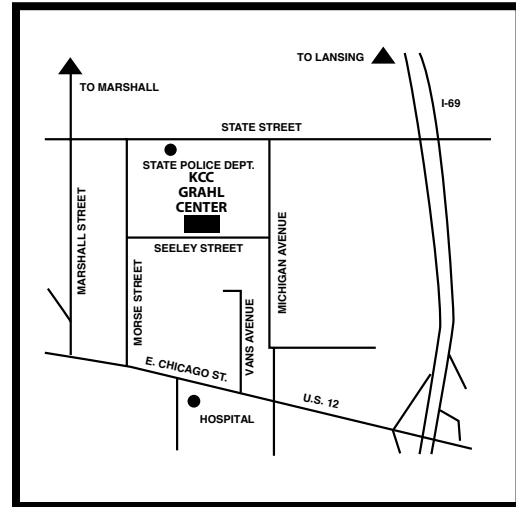 TO LANSING
TO MARSHALL
I-69
STATE STREET
STATE POLICE DEPT.
KCC
GRAHL
CENTER
SEELEY STREET
MARSHALL STREET
MORSE STREET
VANS AVENUE
MICHIGAN AVENUE
E. CHICAGO ST.
U.S. 12
HOSPITAL